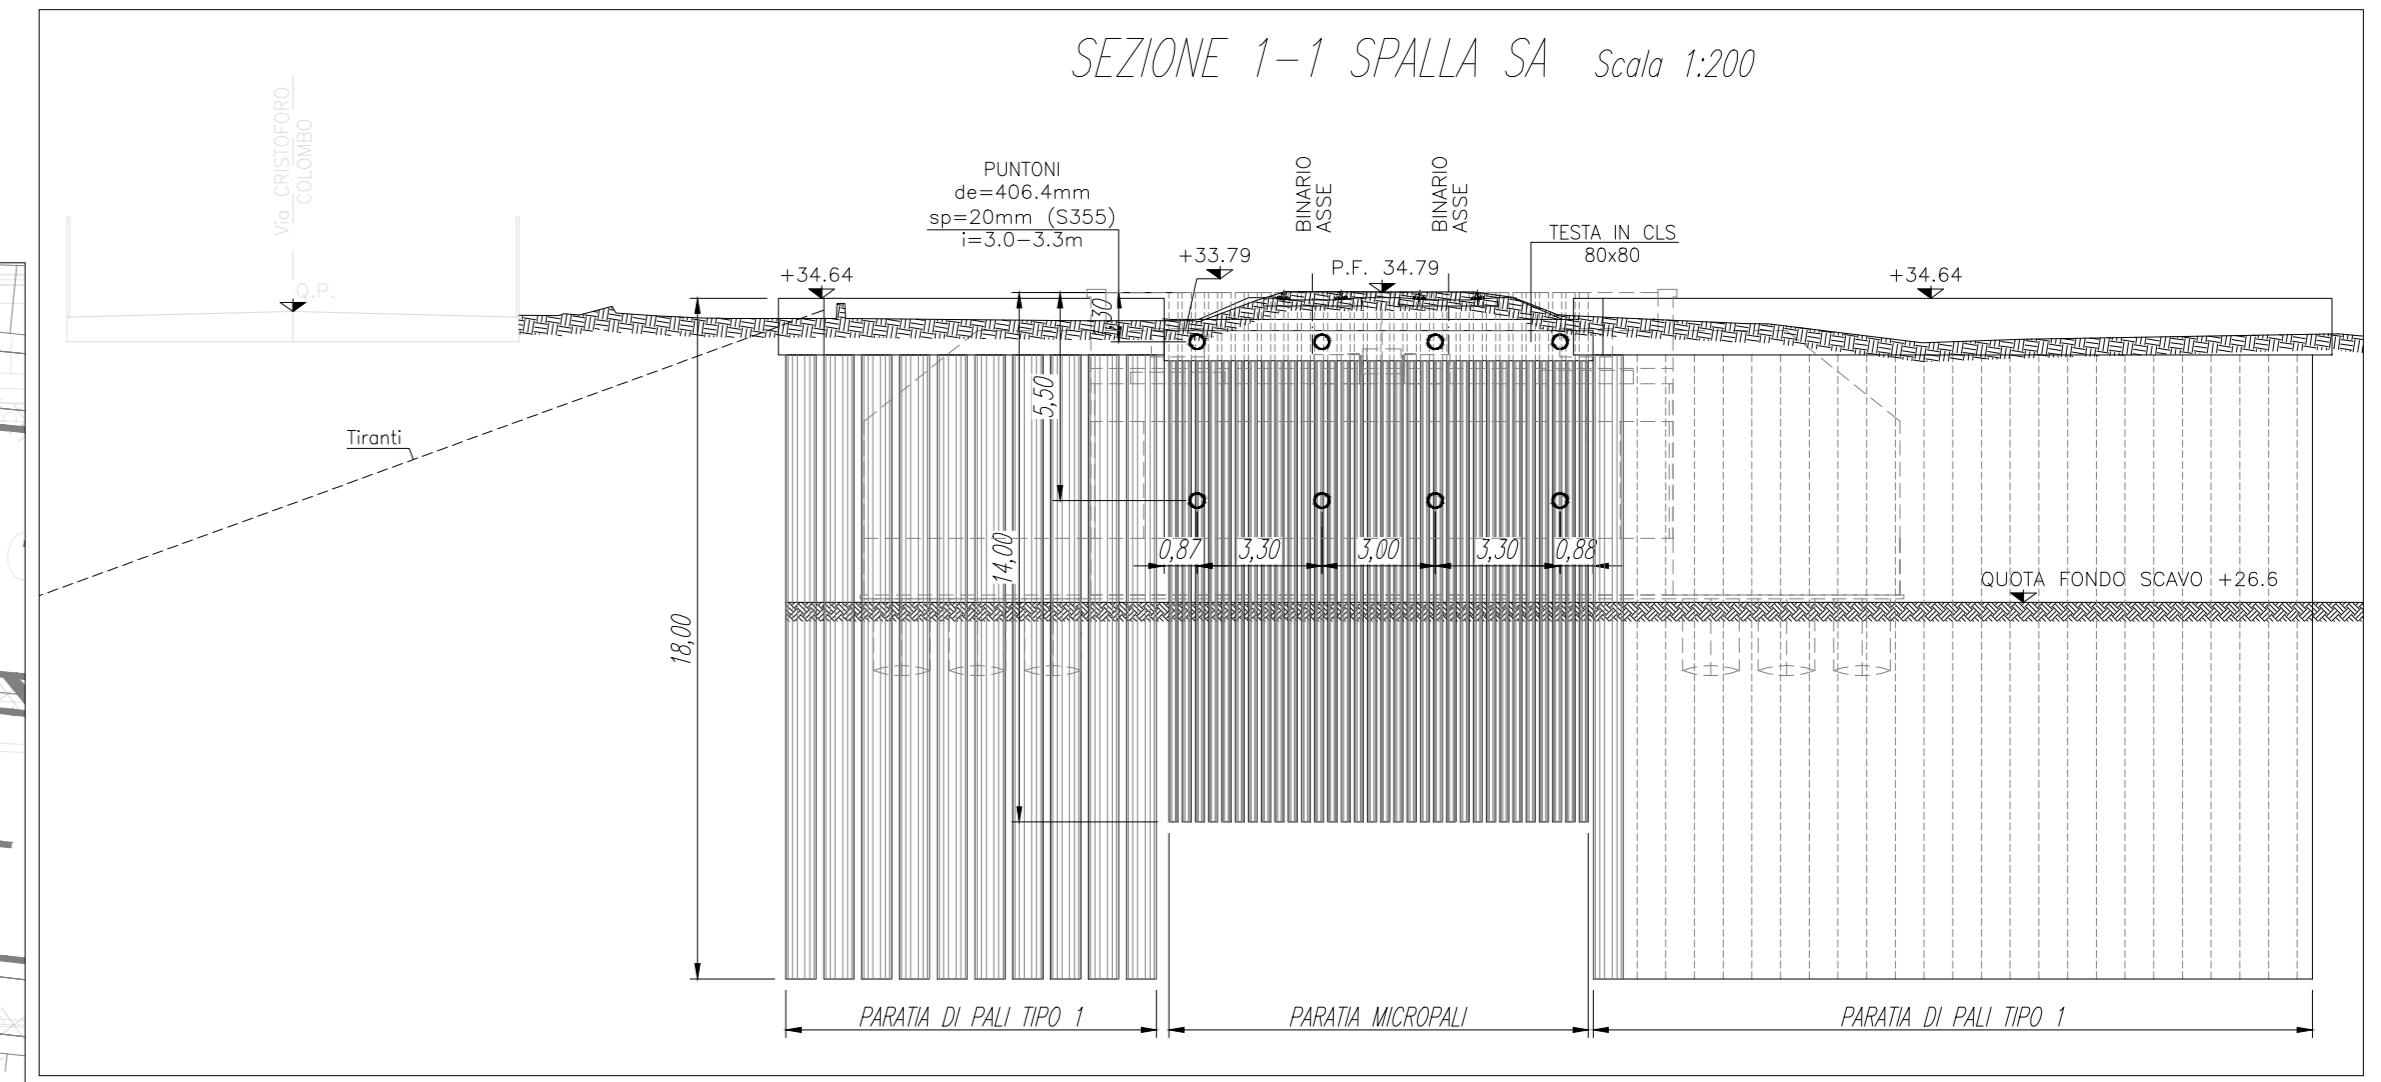 SEZIONE 1-1 SPALLA SA Scala 1:200
Via CRISTOFORO
COLOMBO
Q.P.
PUNTONI
de=406.4mm
sp=20mm (S355)
i=3.0-3.3m
BINARIO
ASSE
BINARIO
ASSE
TESTA IN CLS
80x80
+34.64
+33.79
P.F. 34.79
+34.64
Tiranti
5,50
14,00
18,00
0,87
3,30
3,00
3,30
0,88
QUOTA FONDO SCAVO +26.6
PARATIA DI PALI TIPO 1
PARATIA MICROPALI
PARATIA DI PALI TIPO 1